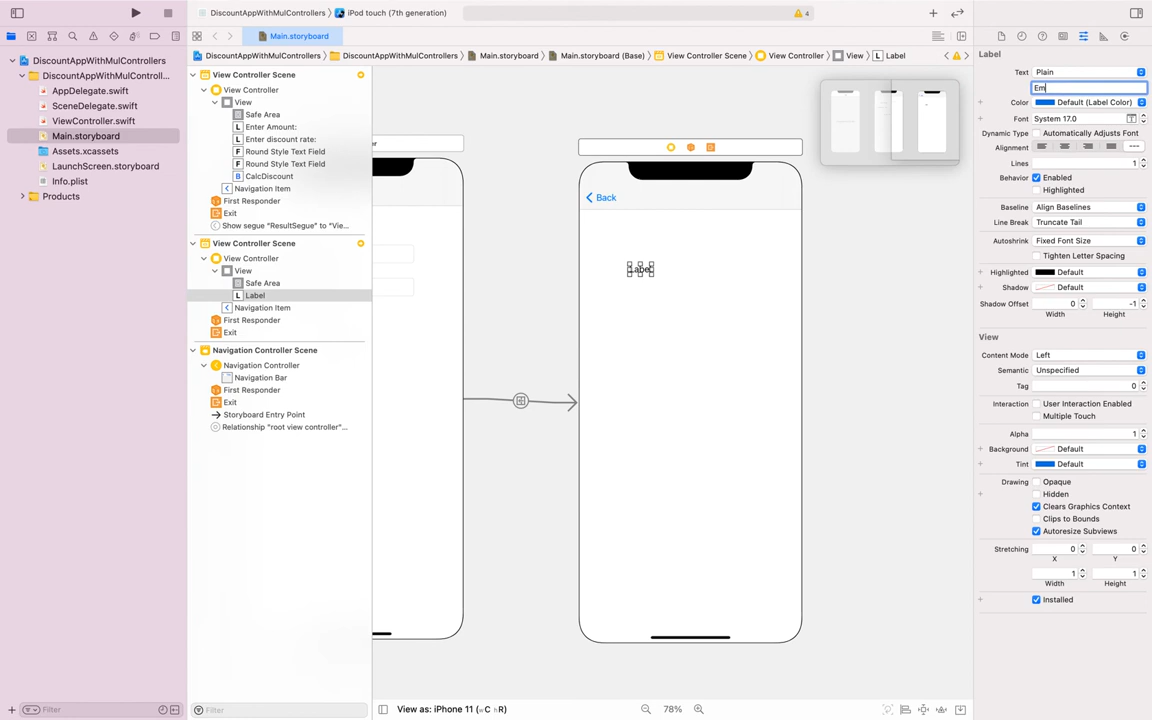 DiscountAppWithMulControllers
iPod touch (7th generation)
4
Main.storyboard
DiscountAppWithMulControllers
DiscountAppWithMulControllers
Main.storyboard
Main.storyboard (Base)
View Controller Scene
View Controller
View
L Label
DiscountAppWithMulControllers
DiscountAppWithMulControll...
AppDelegate.swift
SceneDelegate.swift
ViewController.swift
Main.storyboard
Assets.xcassets
LaunchScreen.storyboard
Info.plist
Products
Filter
View Controller Scene
View Controller
View
Safe Area
L Enter Amount:
L Enter discount rate:
F Round Style Text Field
F Round Style Text Field
B CalcDiscount
Navigation Item
First Responder
Exit
Show segue "ResultSegue" to "Vie...
View Controller Scene
View Controller
View
Safe Area
L Label
Navigation Item
First Responder
Exit
Navigation Controller Scene
Navigation Controller
Navigation Bar
First Responder
Exit
Storyboard Entry Point
Relationship "root view controller"...
Filter
Back
Label
View as: iPhone 11 (wC hR)
78%
Label
Text Plain
Em
Color Default (Label Color)
Font System 17.0
Dynamic Type Automatically Adjusts Font
Alignment
Lines 1
Behavior Enabled
Highlighted
Baseline Align Baselines
Line Break Truncate Tail
Autoshrink Fixed Font Size
Tighten Letter Spacing
Highlighted Default
Shadow Default
Shadow Offset 0 -1
Width Height
View
Content Mode Left
Semantic Unspecified
Tag 0
Interaction User Interaction Enabled
Multiple Touch
Alpha 1
Background Default
Tint Default
Drawing Opaque
Hidden
Clears Graphics Context
Clips to Bounds
Autoresize Subviews
Stretching 0 0
X Y
1 1
Width Height
Installed